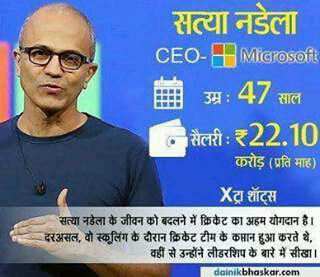 सत्या नडेला
CEO- Microsoft
उम्र : 47 साल
सैलरी : ₹22.10
करोड़ (प्रति माह)
Xट्रा शॉट्स
सत्या नडेला के जीवन को बदलने में क्रिकेट का अहम योगदान है।
दरअसल, वो स्कूलिंग के दौरान क्रिकेट टीम के कप्तान हुआ करते थे,
वहीं से उन्होंने लीडरशिप के बारे में सीखा।
dainikbhaskar.com